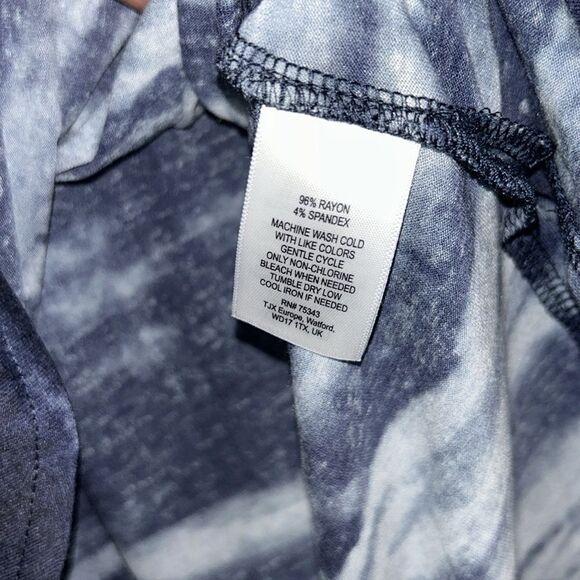 96% RAYON
4% SPANDEX
MACHINE WASH COLD
WITH LIKE COLORS
GENTLE CYCLE
ONLY NON-CHLORINE
BLEACH WHEN NEEDED
TUMBLE DRY LOW
COOL IRON IF NEEDED
RN# 75343
TJX Europe, Watford,
WD17 1TX, UK